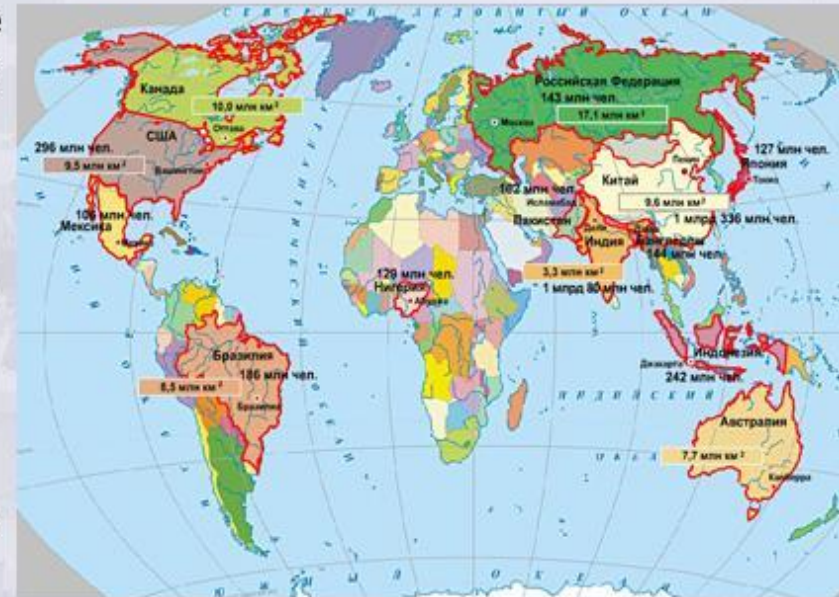 е
С Е В Е Р Н Ы Й Л Е Д О В И Т Ы Й О К Е А Н
Канада
10,0 млн км²
Оттава
США
296 млн чел.
9,5 млн км²
Вашингтон
106 млн чел.
Мексика
Мехико
Российская Федерация
143 млн чел.
17,1 млн км²
Москва
127 млн чел.
Япония
Токио
Пекин
Китай
9,6 млн км²
1 млрд 336 млн чел.
162 млн чел.
Исламабад
Пакистан
Дели
Индия
3,3 млн км²
1 млрд 80 млн чел.
Бангладеш
144 млн чел.
129 млн чел.
Нигерия
Абуджа
Бразилия
186 млн чел.
8,5 млн км²
Бразилиа
Индонезия
Джакарта
242 млн чел.
И Н Д И Й С К И Й
Австралия
7,7 млн км²
Канберра
А Т Л А Н Т И Ч Е С К И Й О К Е А Н
Ю Ж Н Ы Й О К Е А Н